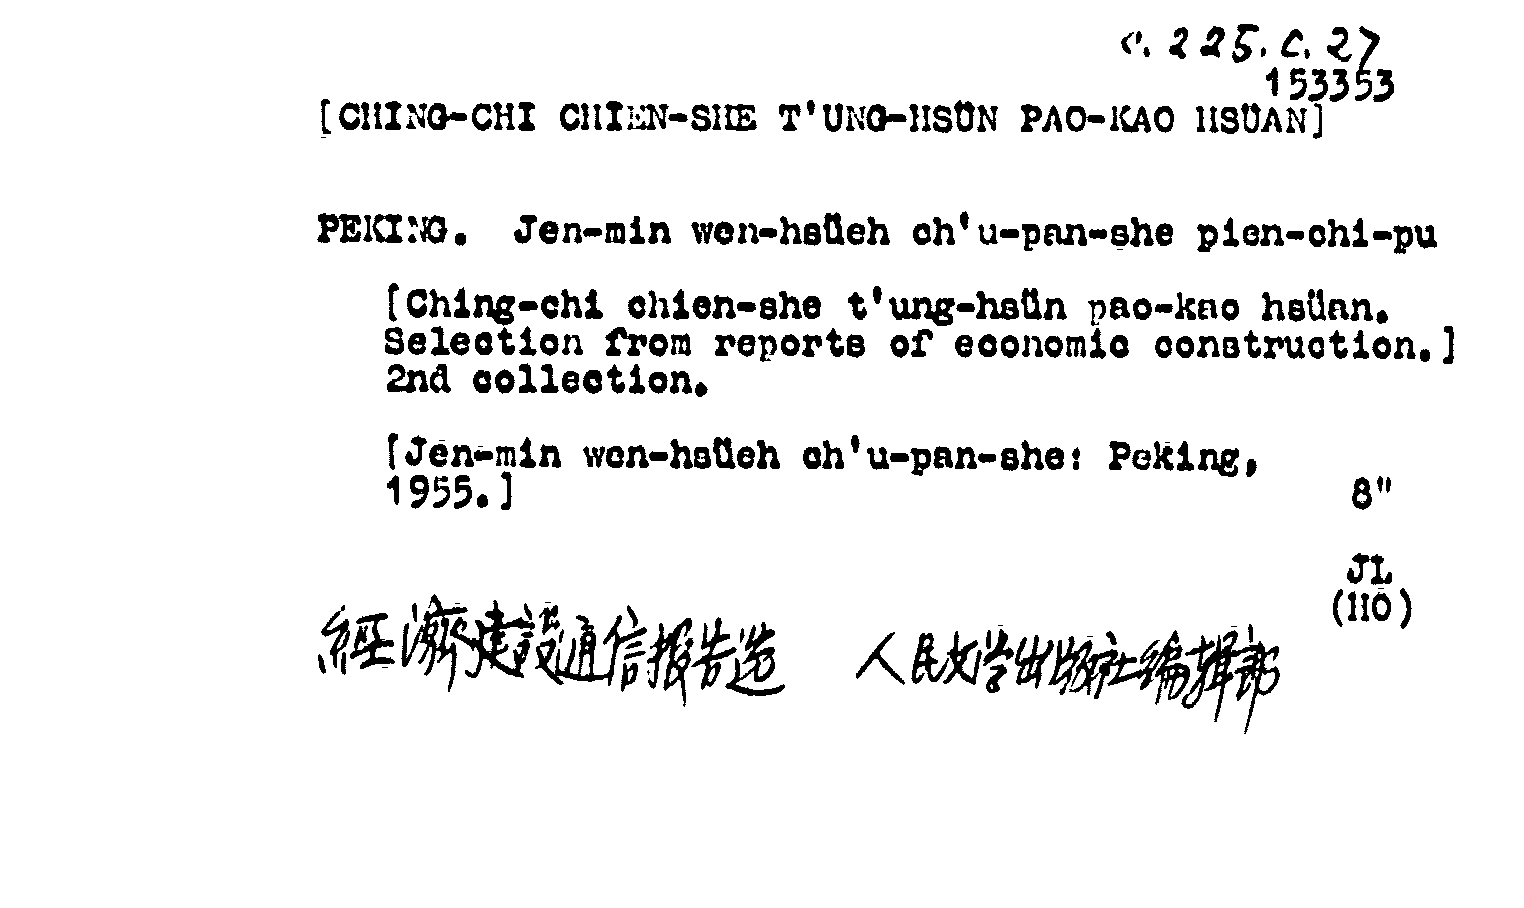 c. 225. c. 27
153353
[CHING-CHI CHIEN-SHE T'UNG-HSÜN PAO-KAO HSÜAN]
PEKING. Jen-min wen-hsüeh ch'u-pan-she pien-chi-pu
[Ching-chi chien-she t'ung-hsün pao-kao hsüan.
Selection from reports of economic construction.]
2nd collection.
[Jen-min wen-hsüeh ch'u-pan-she: Peking,
1955.] 8"
JL
(HO)
經濟建設通信报告选 人民文学出版社编辑部